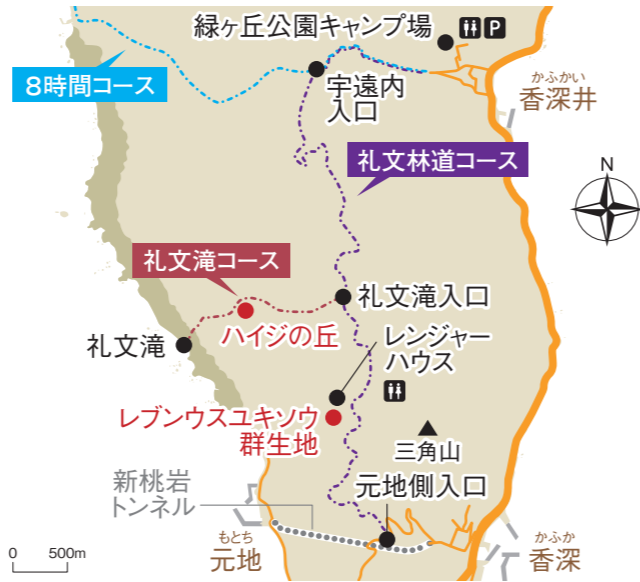 緑ヶ丘公園キャンプ場
P
8時間コース
宇遠内
入口
かふかい
香深井
礼文林道コース
N
礼文滝コース
礼文滝入口
ハイジの丘
礼文滝
レンジャー
ハウス
レブンウスユキソウ
群生地
三角山
新桃岩
トンネル
元地側入口
もとち
元地
かふか
香深
0 500m